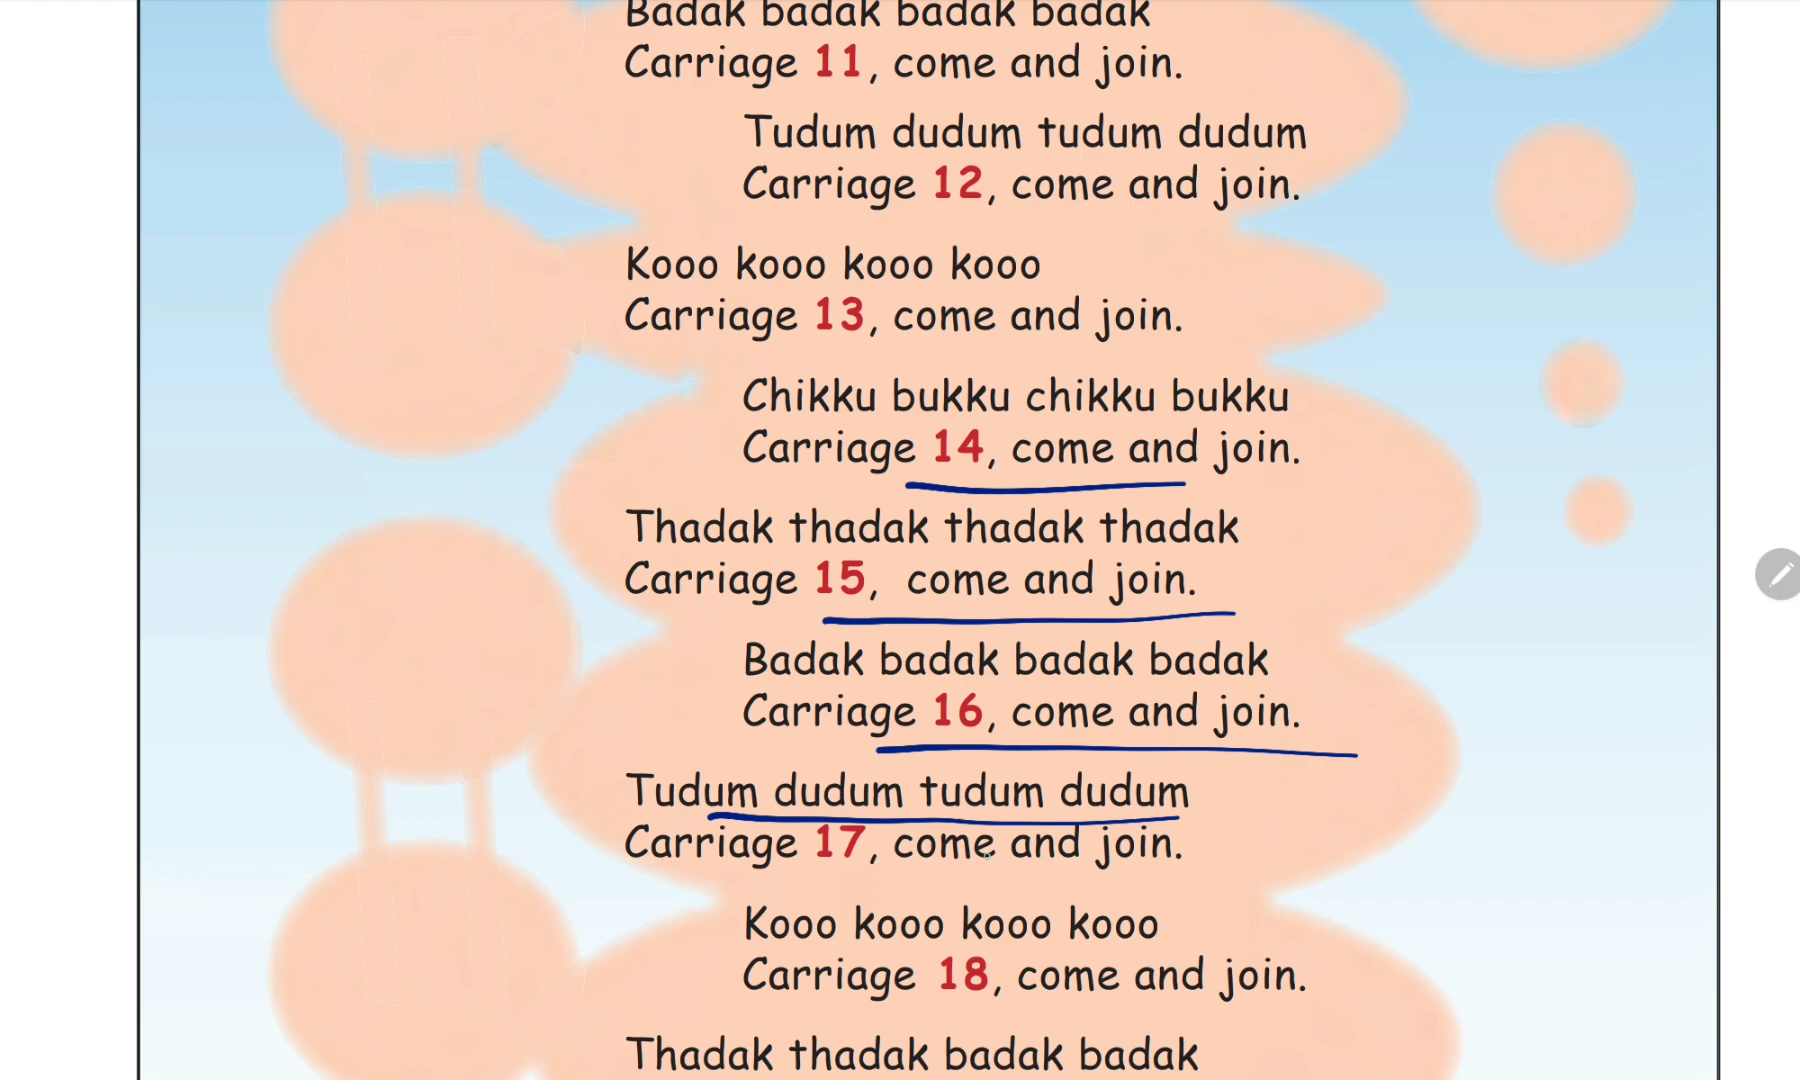 Badak badak badak badak
Carriage 11, come and join.
Tudum dudum tudum dudum
Carriage 12, come and join.
Kooo kooo kooo kooo
Carriage 13, come and join.
Chikku bukku chikku bukku
Carriage 14, come and join.
Thadak thadak thadak thadak
Carriage 15,  come and join.
Badak badak badak badak
Carriage 16, come and join.
Tudum dudum tudum dudum
Carriage 17, come and join.
Kooo kooo kooo kooo
Carriage 18, come and join.
Thadak thadak badak badak